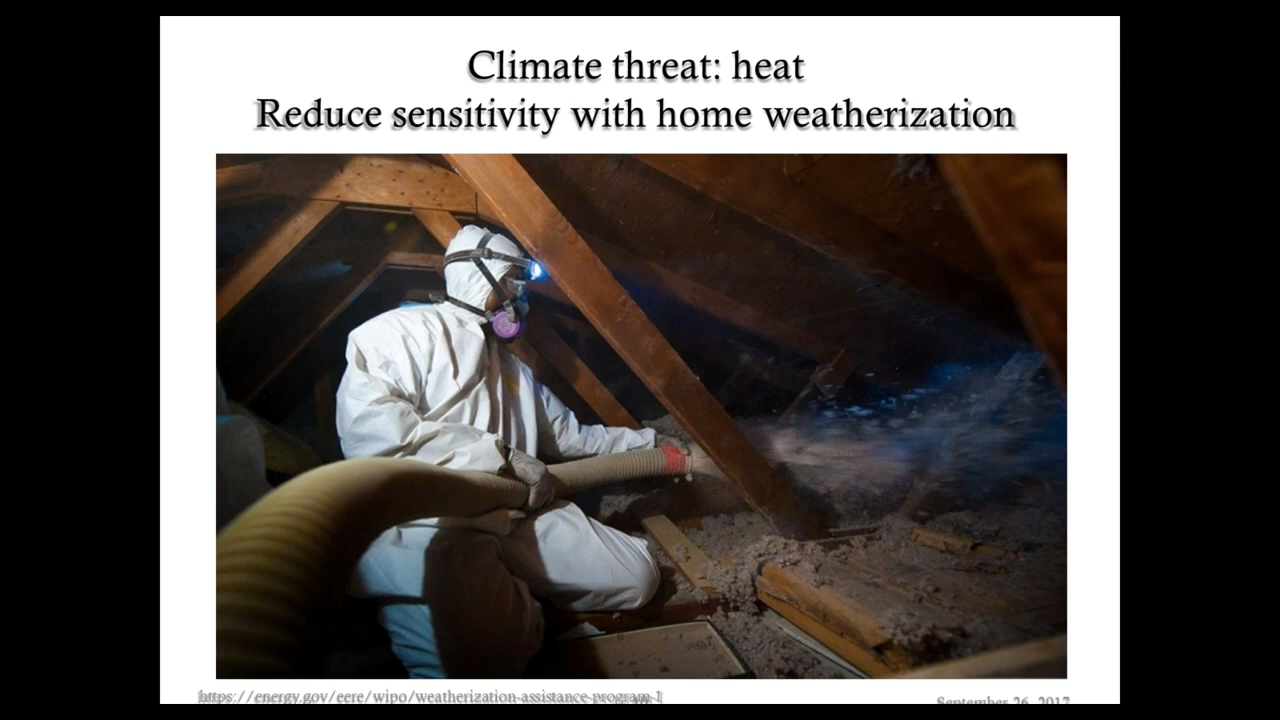 Climate threat: heat
Reduce sensitivity with home weatherization
https://energy.gov/eere/wipo/weatherization-assistance-program-1
September 26, 2017